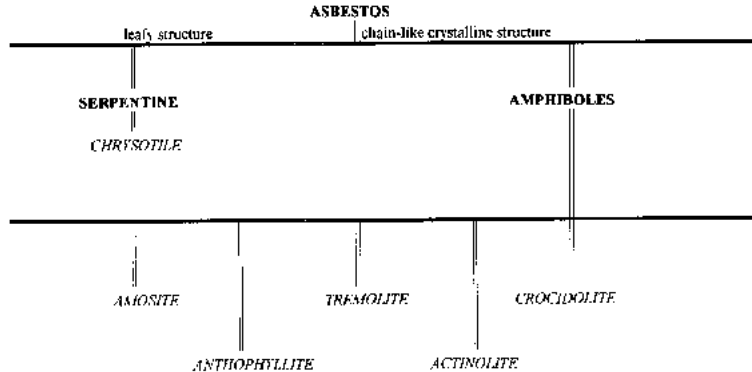 ASBESTOS
leafy structure
chain-like crystalline structure
SERPENTINE
AMPHIBOLES
CHRYSOTILE
AMOSITE
TREMOLITE
CROCIDOLITE
ANTHOPHYLLITE
ACTINOLITE